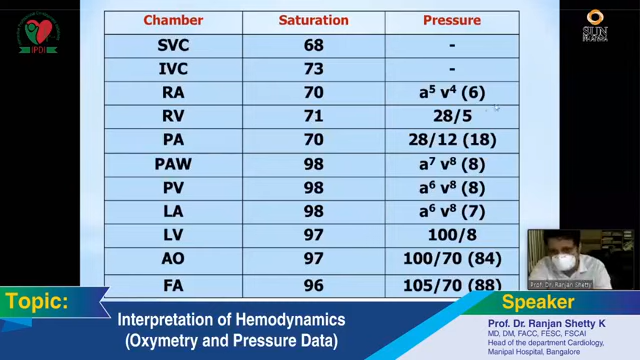 IPDI
SUN
PHARMA
Chamber Saturation Pressure
SVC 68 -
IVC 73 -
RA 70 a⁵ v⁴ (6)
RV 71 28/5
PA 70 28/12 (18)
PAW 98 a⁷ v⁸ (8)
PV 98 a⁶ v⁸ (8)
LA 98 a⁶ v⁸ (7)
LV 97 100/8
AO 97 100/70 (84)
FA 96 105/70 (88)
Prof. Dr. Ranjan Shetty
Topic:
Interpretation of Hemodynamics
(Oxymetry and Pressure Data)
Speaker
Prof. Dr. Ranjan Shetty K
MD, DM, FACC, FESC, FSCAI
Head of the department Cardiology,
Manipal Hospital, Bangalore